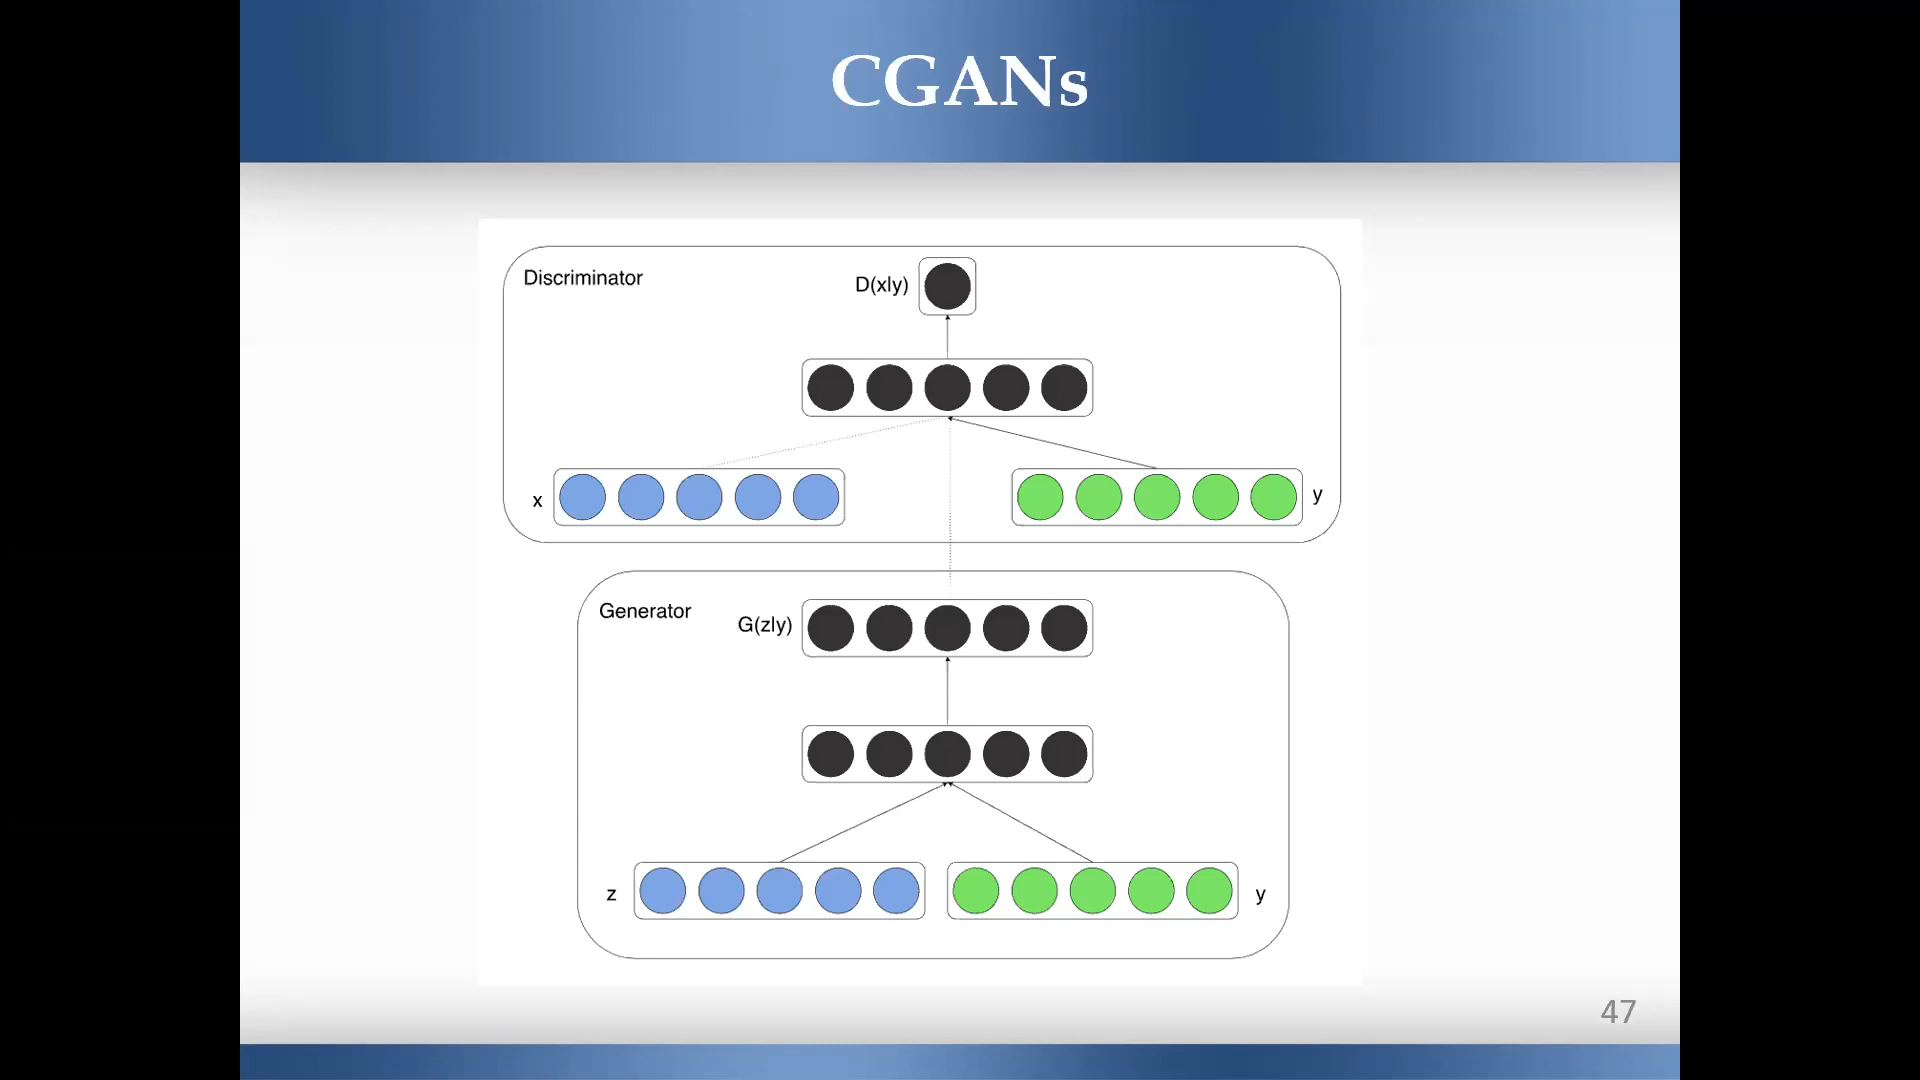 CGANs
Discriminator
D(x|y)
x
y
Generator
G(z|y)
z
y
47